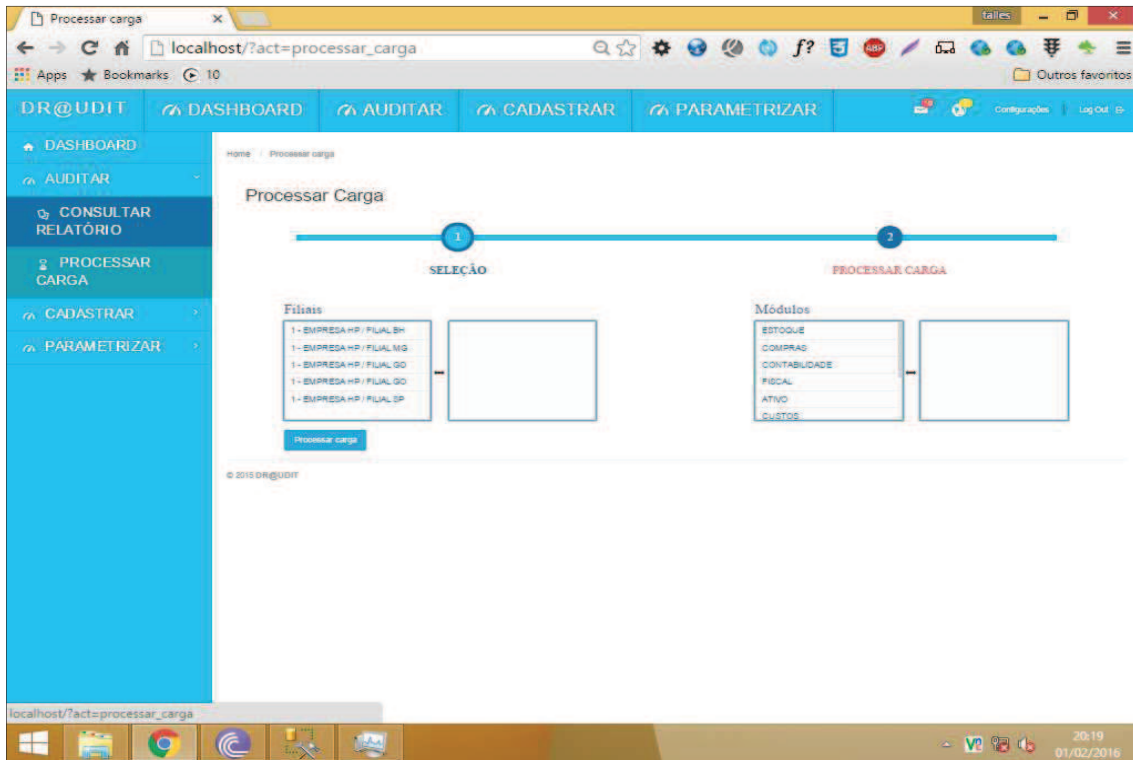 Processar carga
talles
localhost/?act=processar_carga
f?
ABP
Apps
Bookmarks
10
Outros favoritos
DR@UDIT
DASHBOARD
AUDITAR
CADASTRAR
PARAMETRIZAR
Configurações
Log Out
DASHBOARD
AUDITAR
CONSULTAR
RELATÓRIO
PROCESSAR
CARGA
CADASTRAR
PARAMETRIZAR
Home / Processar carga
Processar Carga
1
2
SELEÇÃO
PROCESSAR CARGA
Filiais
1 - EMPRESA HP / FILIAL BH
1 - EMPRESA HP / FILIAL MG
1 - EMPRESA HP / FILIAL GO
1 - EMPRESA HP / FILIAL GO
1 - EMPRESA HP / FILIAL SP
Módulos
ESTOQUE
COMPRAS
CONTABILIDADE
FISCAL
ATIVO
CUSTOS
Processar carga
© 2015 DR@UDIT
localhost/?act=processar_carga
20:19
01/02/2016